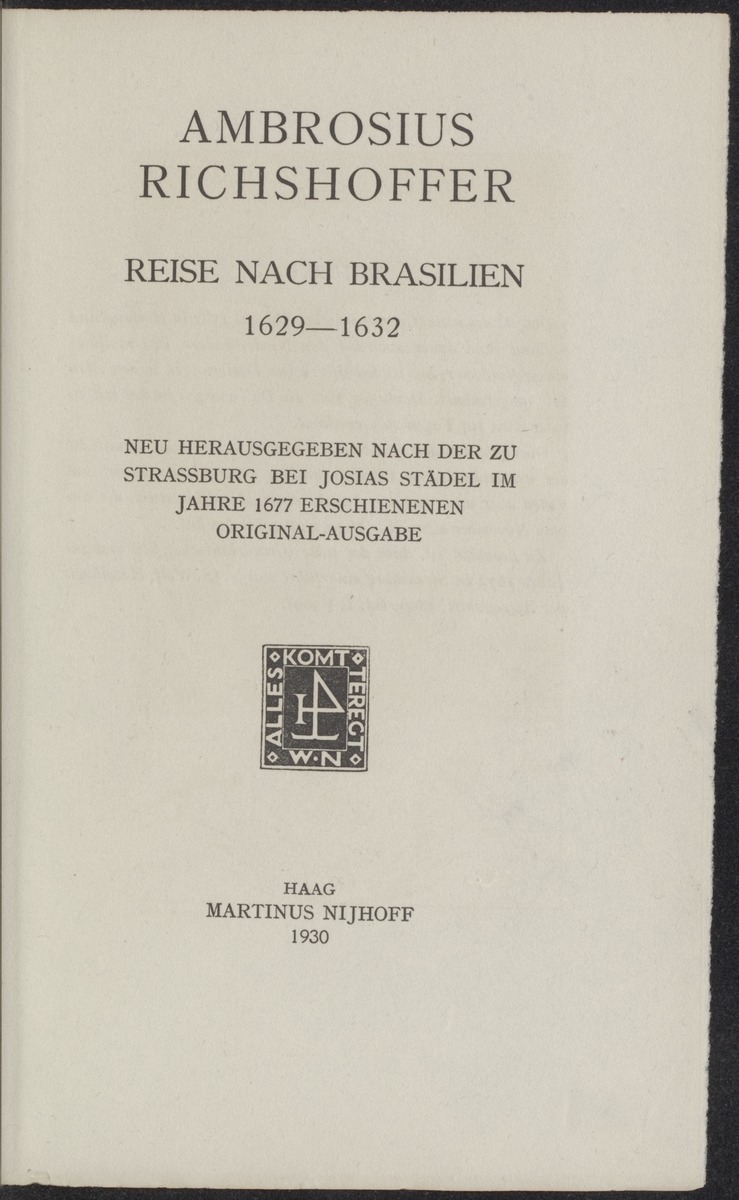 AMBROSIUS
RICHSHOFFER
REISE NACH BRASILIEN
1629—1632
NEU HERAUSGEGEBEN NACH DER ZU
STRASSBURG BEI JOSIAS STÄDEL IM
JAHRE 1677 ERSCHIENENEN
ORIGINAL-AUSGABE
ALLES
KOMT
TERECT
W·N
HAAG
MARTINUS NIJHOFF
1930